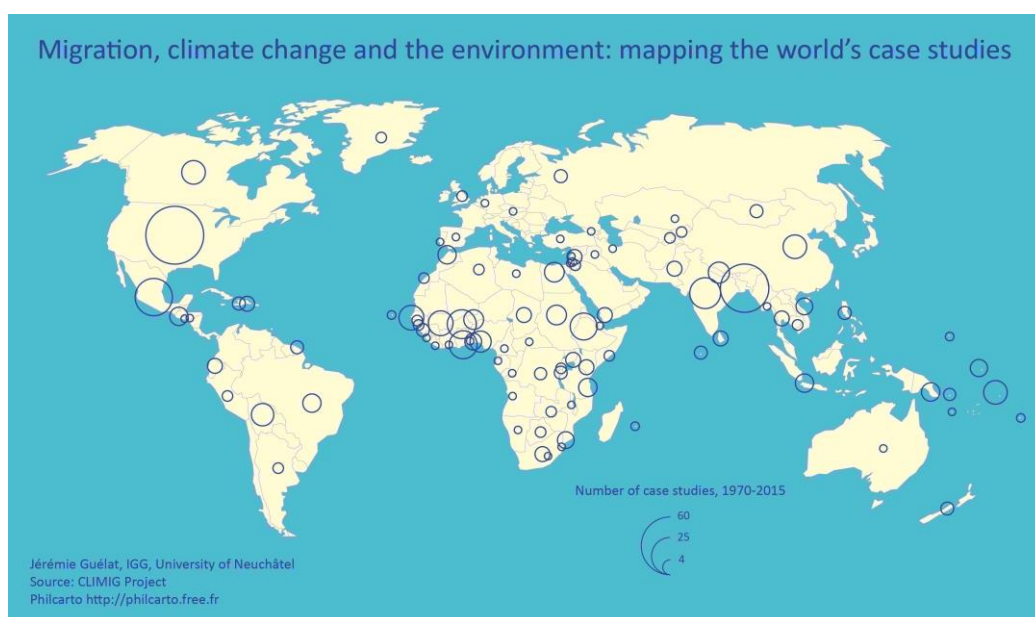 Migration, climate change and the environment: mapping the world's case studies
Number of case studies, 1970-2015
60
25
4
Jérémie Guélat, IGG, University of Neuchâtel
Source: CLIMIG Project
Philcarto http://philcarto.free.fr